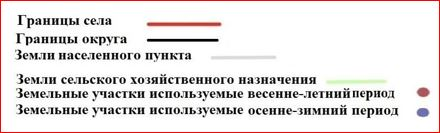 Границы села
Границы округа
Земли населенного пункта
Земли сельского хозяйственного назначения
Земельные участки используемые весенне-летний период
Земельные участки используемые осенне-зимний период